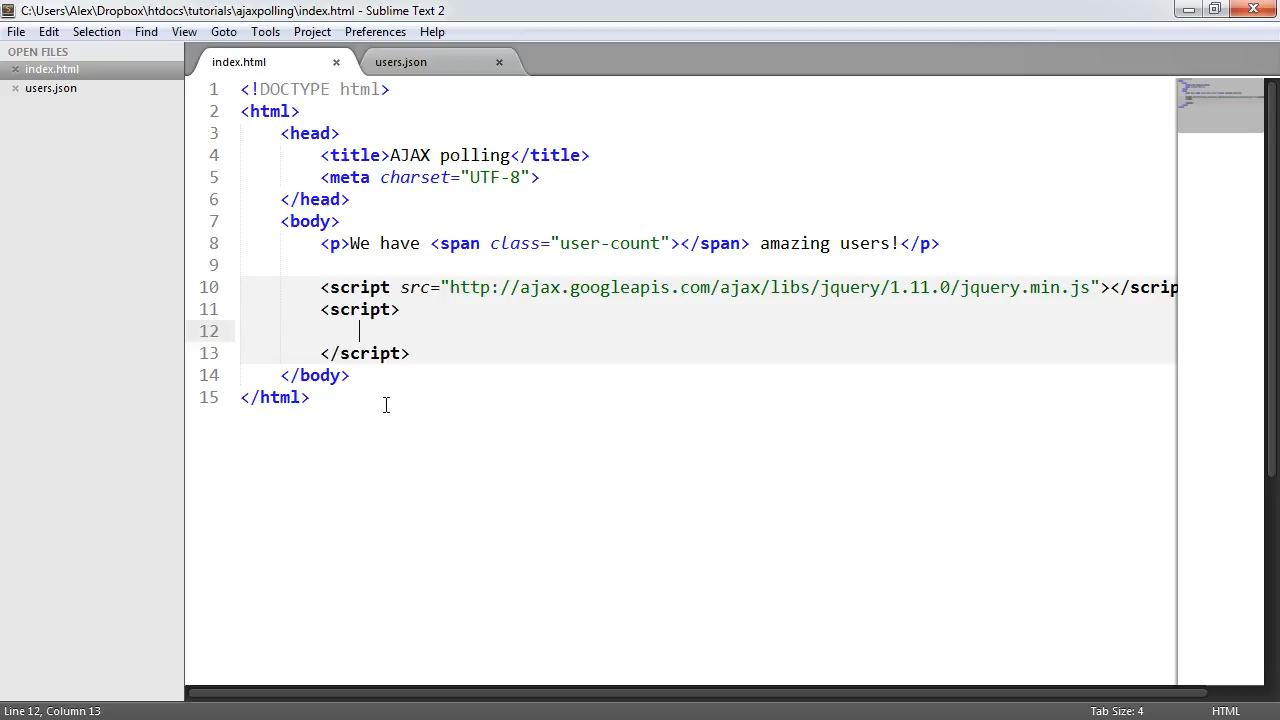 C:\Users\Alex\Dropbox\htdocs\tutorials\ajaxpolling\index.html - Sublime Text 2
File Edit Selection Find View Goto Tools Project Preferences Help
OPEN FILES
index.html
users.json
index.html users.json
1 <!DOCTYPE html>
2 <html>
3 <head>
4 <title>AJAX polling</title>
5 <meta charset="UTF-8">
6 </head>
7 <body>
8 <p>We have <span class="user-count"></span> amazing users!</p>
9
10 <script src="http://ajax.googleapis.com/ajax/libs/jquery/1.11.0/jquery.min.js"></scrip
11 <script>
12
13 </script>
14 </body>
15 </html>
Line 12, Column 13 Tab Size: 4 HTML